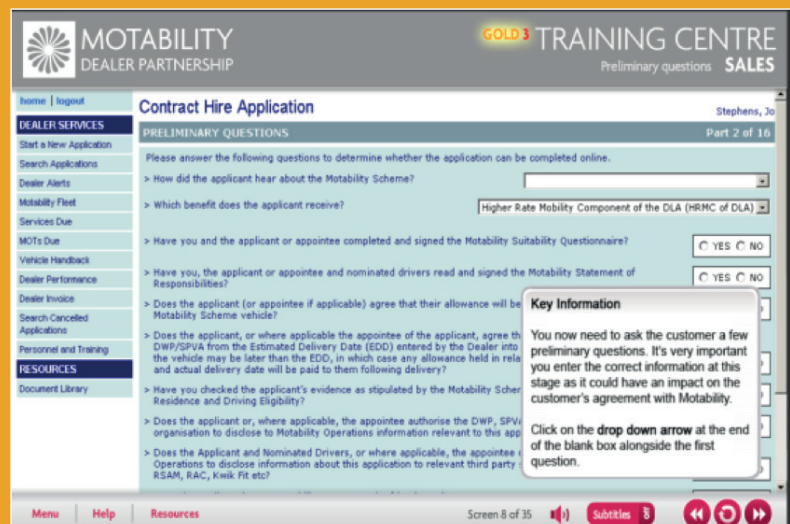 MOTABILITY
DEALER PARTNERSHIP
GOLD 3 TRAINING CENTRE
Preliminary questions SALES
home | logout
DEALER SERVICES
Start a New Application
Search Applications
Dealer Alerts
Motability Fleet
Services Due
MOTs Due
Vehicle Handback
Dealer Performance
Dealer Invoice
Search Cancelled
Applications
Personnel and Training
RESOURCES
Document Library
Contract Hire Application
Stephens, Jo
PRELIMINARY QUESTIONS Part 2 of 16
Please answer the following questions to determine whether the application can be completed online.
> How did the applicant hear about the Motability Scheme?
> Which benefit does the applicant receive? Higher Rate Mobility Component of the DLA (HRMC of DLA)
> Have you and the applicant or appointee completed and signed the Motability Suitability Questionnaire? YES NO
> Have you, the applicant or appointee and nominated drivers read and signed the Motability Statement of
Responsibilities? YES NO
> Does the applicant (or appointee if applicable) agree that their allowance will be
Motability Scheme vehicle?
> Does the applicant, or where applicable the appointee of the applicant, agree th
DWP/SPVA from the Estimated Delivery Date (EDD) entered by the Dealer into
the vehicle may be later than the EDD, in which case any allowance held in rela
and actual delivery date will be paid to them following delivery?
> Have you checked the applicant's evidence as stipulated by the Motability Scher
Residence and Driving Eligibility?
> Does the applicant or, where applicable, the appointee authorise the DWP, SPV
organisation to disclose to Motability Operations information relevant to this app
> Does the Applicant and Nominated Drivers, or where applicable, the appointee
Operations to disclose information about this application to relevant third party
RSAM, RAC, Kwik Fit etc?
Key Information
You now need to ask the customer a few
preliminary questions. It's very important
you enter the correct information at this
stage as it could have an impact on the
customer's agreement with Motability.
Click on the drop down arrow at the end
of the blank box alongside the first
question.
Menu Help Resources Screen 8 of 35 Subtitles